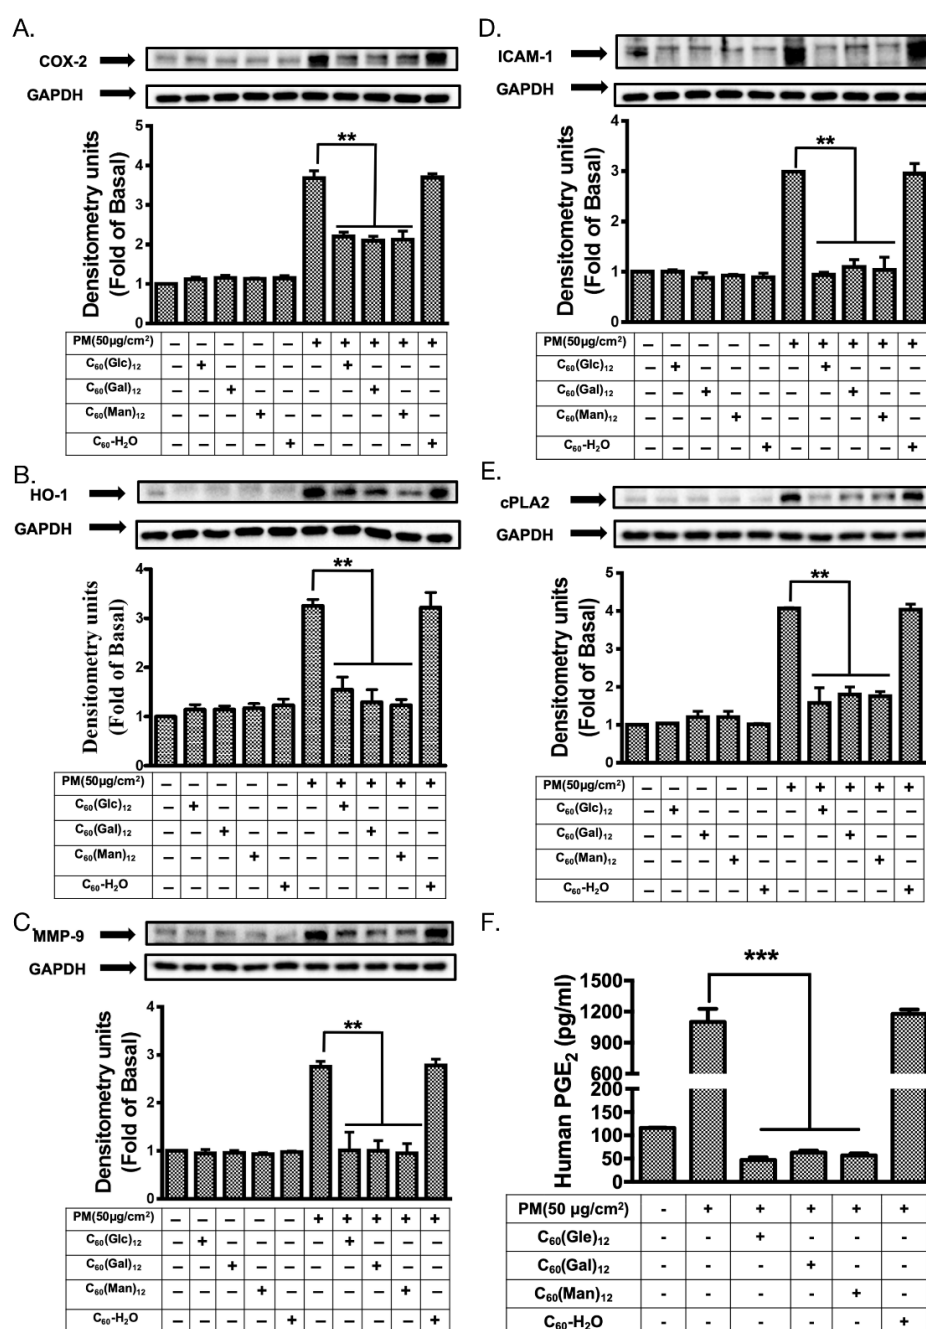 A.
COX-2
GAPDH
Densitometry units
(Fold of Basal)
5
4
3
2
1
0
**
PM(50µg/cm²) – – – – – + + + + +
C₆₀(Glc)₁₂ – + – – – – + – – –
C₆₀(Gal)₁₂ – – + – – – – + – –
C₆₀(Man)₁₂ – – – + – – – – + –
C₆₀-H₂O – – – – + – – – – +
B.
HO-1
GAPDH
Densitometry units
(Fold of Basal)
4
3
2
1
0
**
PM(50µg/cm²) – – – – – + + + + +
C₆₀(Glc)₁₂ – + – – – – + – – –
C₆₀(Gal)₁₂ – – + – – – – + – –
C₆₀(Man)₁₂ – – – + – – – – + –
C₆₀-H₂O – – – – + – – – – +
C.
MMP-9
GAPDH
Densitometry units
(Fold of Basal)
4
3
2
1
0
**
PM(50µg/cm²) – – – – – + + + + +
C₆₀(Glc)₁₂ – + – – – – + – – –
C₆₀(Gal)₁₂ – – + – – – – + – –
C₆₀(Man)₁₂ – – – + – – – – + –
C₆₀-H₂O – – – – + – – – – +
D.
ICAM-1
GAPDH
Densitometry units
(Fold of Basal)
4
3
2
1
0
**
PM(50µg/cm²) – – – – – + + + + +
C₆₀(Glc)₁₂ – + – – – – + – – –
C₆₀(Gal)₁₂ – – + – – – – + – –
C₆₀(Man)₁₂ – – – + – – – – + –
C₆₀-H₂O – – – – + – – – – +
E.
cPLA2
GAPDH
Densitometry units
(Fold of Basal)
5
4
3
2
1
0
**
PM(50µg/cm²) – – – – – + + + + +
C₆₀(Glc)₁₂ – + – – – – + – – –
C₆₀(Gal)₁₂ – – + – – – – + – –
C₆₀(Man)₁₂ – – – + – – – – + –
C₆₀-H₂O – – – – + – – – – +
F.
Human PGE₂ (pg/ml)
1500
1200
900
600
200
150
100
50
0
***
PM(50 µg/cm²) - + + + + +
C₆₀(Gle)₁₂ - - + - - -
C₆₀(Gal)₁₂ - - - + - -
C₆₀(Man)₁₂ - - - - + -
C₆₀-H₂O - - - - - +